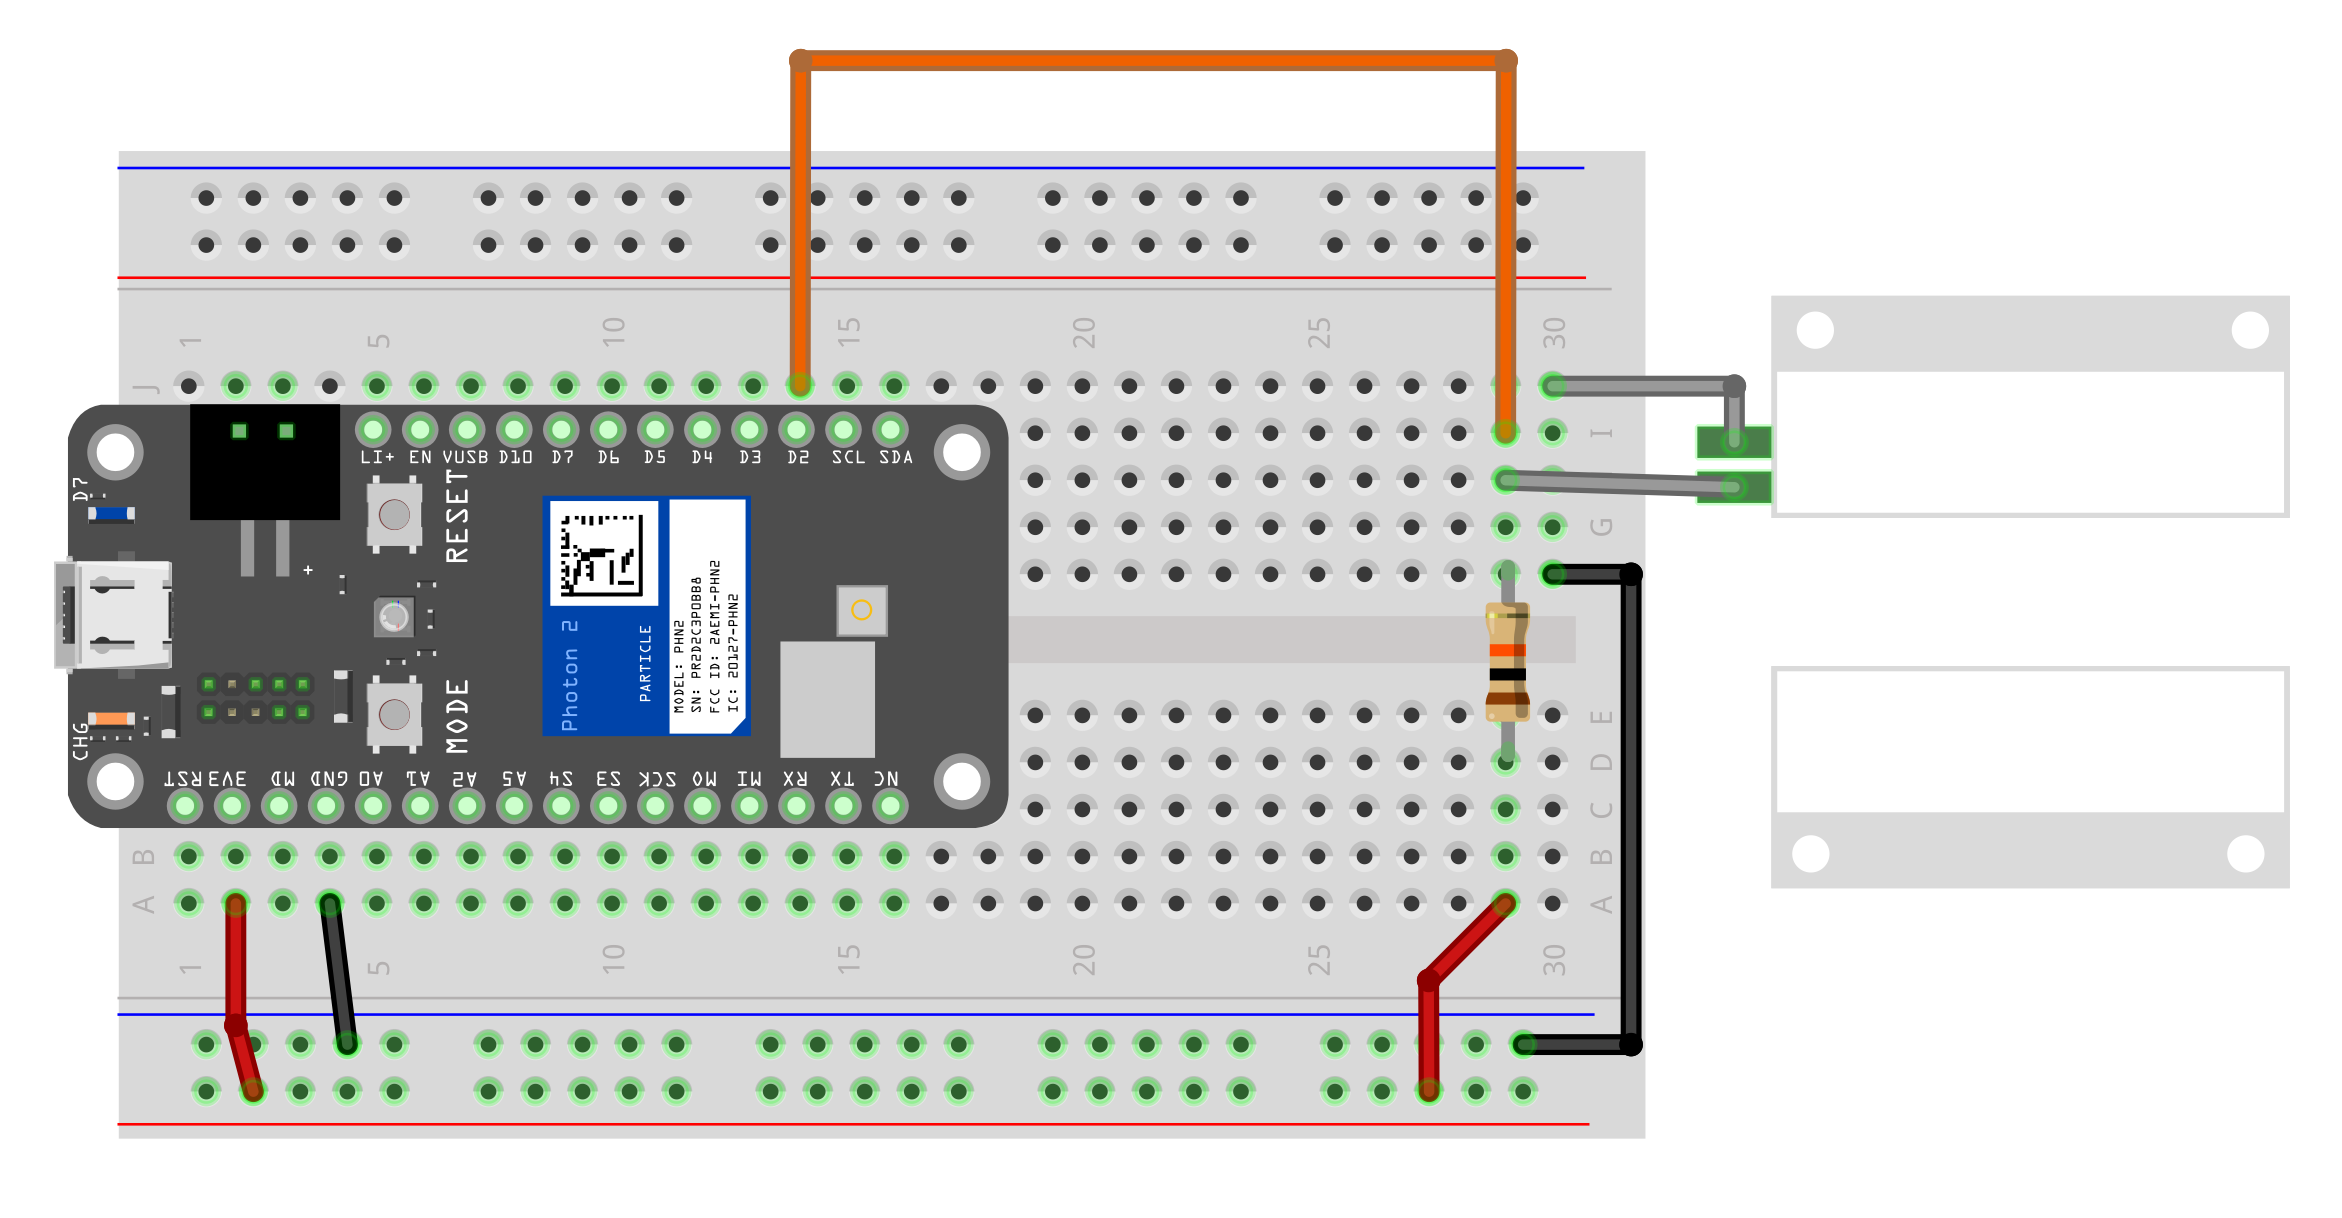 1 5 10 15 20 25 30
J
LI+ EN VUSB D10 D7 D6 D5 D4 D3 D2 SCL SDA
I
D7
RESET
G
+
Photon 2
PARTICLE
MODEL: PHN2
SN: PR2D2C3P0BB8
FCC ID: 2AEMI-PHN2
IC: 20127-PHN2
MODE
CHG
E
D
RST 3V3 MD GND A0 A1 A2 A5 S4 S3 SCK MO MI RX TX NC
C
B B
A A
1 5 10 15 20 25 30